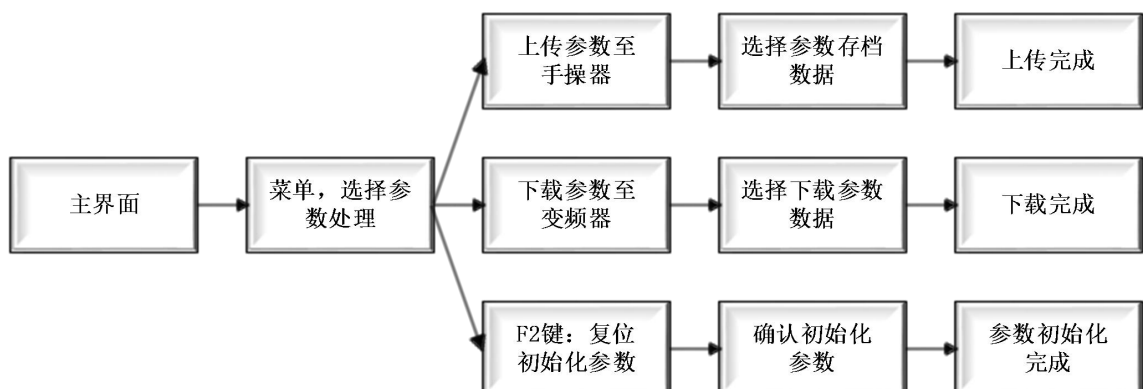 上传参数至
手操器
选择参数存档
数据
上传完成
主界面
菜单，选择参
数处理
下载参数至
变频器
选择下载参数
数据
下载完成
F2键：复位
初始化参数
确认初始化
参数
参数初始化
完成